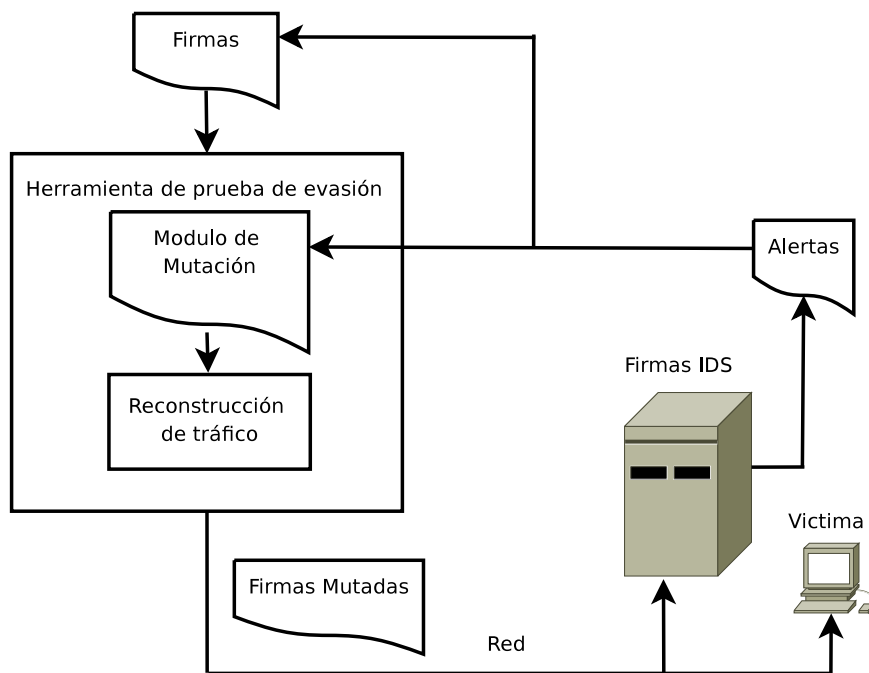 Firmas
Herramienta de prueba de evasión
Modulo de
Mutación
Alertas
Firmas IDS
Reconstrucción
de tráfico
Victima
Firmas Mutadas
Red